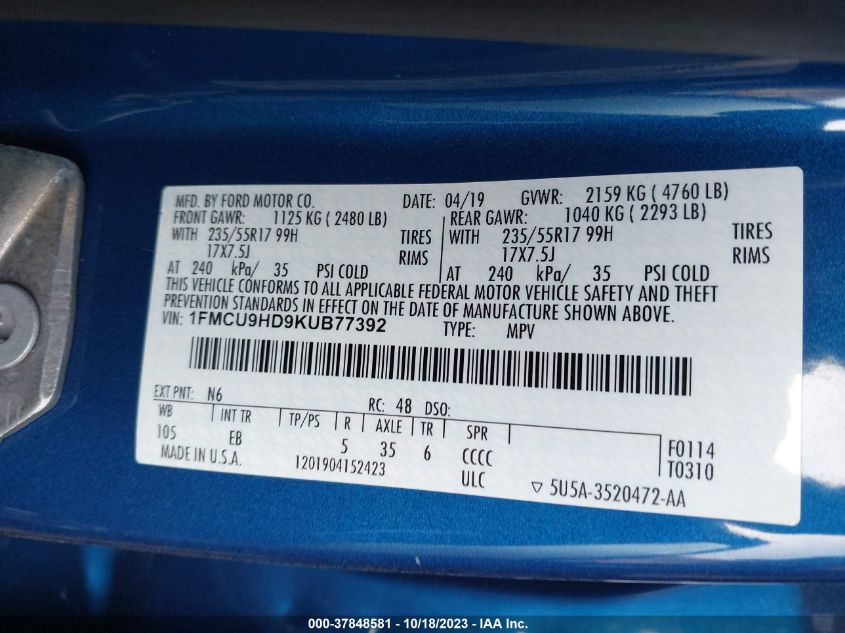 MFD. BY FORD MOTOR CO. DATE: 04/19 GVWR: 2159 KG ( 4760 LB)
FRONT GAWR: 1125 KG ( 2480 LB) REAR GAWR: 1040 KG ( 2293 LB)
WITH 235/55R17 99H TIRES WITH 235/55R17 99H TIRES
17X7.5J RIMS 17X7.5J RIMS
AT 240 kPa/ 35 PSI COLD AT 240 kPa/ 35 PSI COLD
THIS VEHICLE CONFORMS TO ALL APPLICABLE FEDERAL MOTOR VEHICLE SAFETY AND THEFT
PREVENTION STANDARDS IN EFFECT ON THE DATE OF MANUFACTURE SHOWN ABOVE.
VIN: 1FMCU9HD9KUB77392 TYPE: MPV
EXT PNT: N6 RC: 48 DSO:
WB INT TR TP/PS R AXLE TR SPR
105 EB 5 35 6 CCCC F0114
MADE IN U.S.A. 1201904152423 ULC T0310
▽ 5U5A-3520472-AA
000-37848581 - 10/18/2023 - IAA Inc.